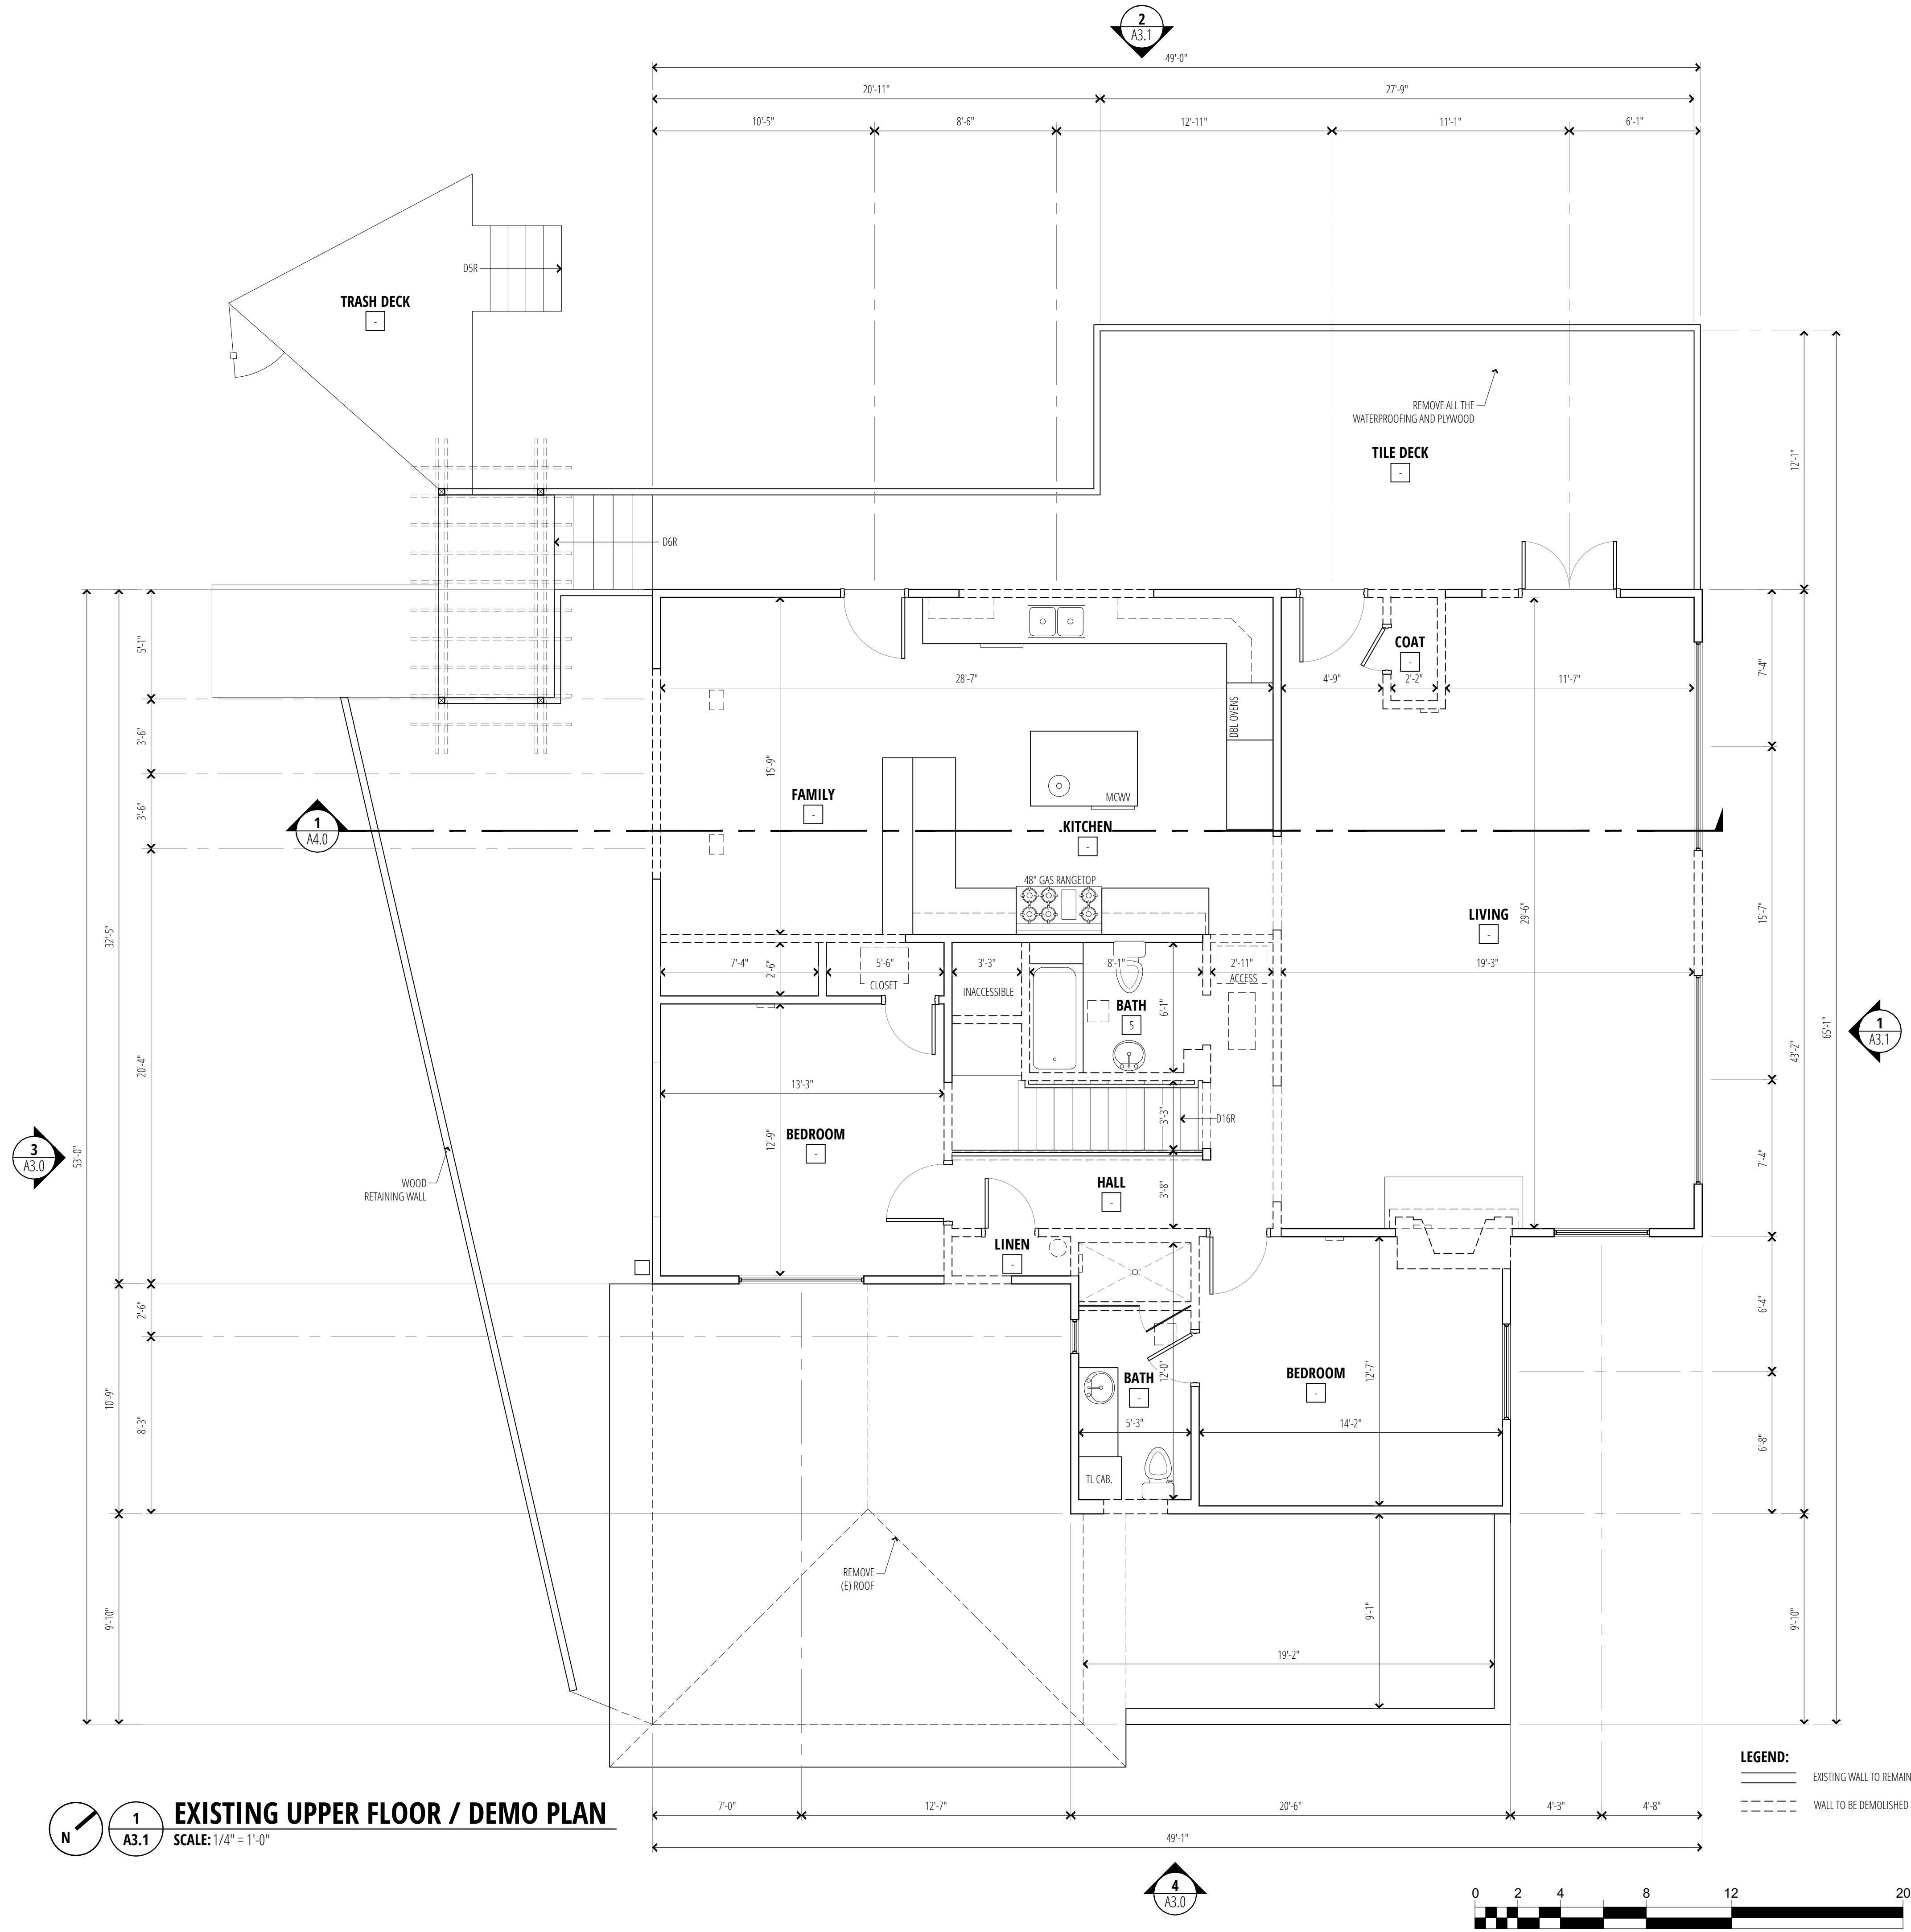 2
A3.1
49'-0"
20'-11"
27'-9"
10'-5"
8'-6"
12'-11"
11'-1"
6'-1"
D5R
TRASH DECK
-
REMOVE ALL THE
WATERPROOFING AND PLYWOOD
TILE DECK
-
12'-1"
D6R
5'-1"
3'-6"
3'-6"
32'-5"
20'-4"
53'-0"
COAT
-
28'-7"
4'-9"
2'-2"
11'-7"
7'-4"
DBL OVENS
15'-9"
FAMILY
-
MCWV
1
A4.0
KITCHEN
-
48" GAS RANGETOP
LIVING
-
29'-6"
15'-7"
7'-4"
2'-6"
5'-6"
CLOSET
3'-3"
INACCESSIBLE
8'-1"
2'-11"
ACCESS
19'-3"
BATH
5
6'-1"
1
A3.1
65'-1"
43'-2"
13'-3"
3'-3"
D16R
12'-9"
BEDROOM
-
3
A3.0
WOOD
RETAINING WALL
HALL
-
3'-8"
7'-4"
LINEN
-
2'-6"
6'-4"
10'-9"
8'-3"
BATH
-
12'-0"
BEDROOM
-
12'-7"
5'-3"
14'-2"
6'-8"
TL CAB.
REMOVE
(E) ROOF
9'-10"
9'-1"
9'-10"
19'-2"
LEGEND:
EXISTING WALL TO REMAIN
WALL TO BE DEMOLISHED
N
1
A3.1
EXISTING UPPER FLOOR / DEMO PLAN
SCALE: 1/4" = 1'-0"
7'-0"
12'-7"
20'-6"
4'-3"
4'-8"
49'-1"
4
A3.0
0 2 4 8 12 20